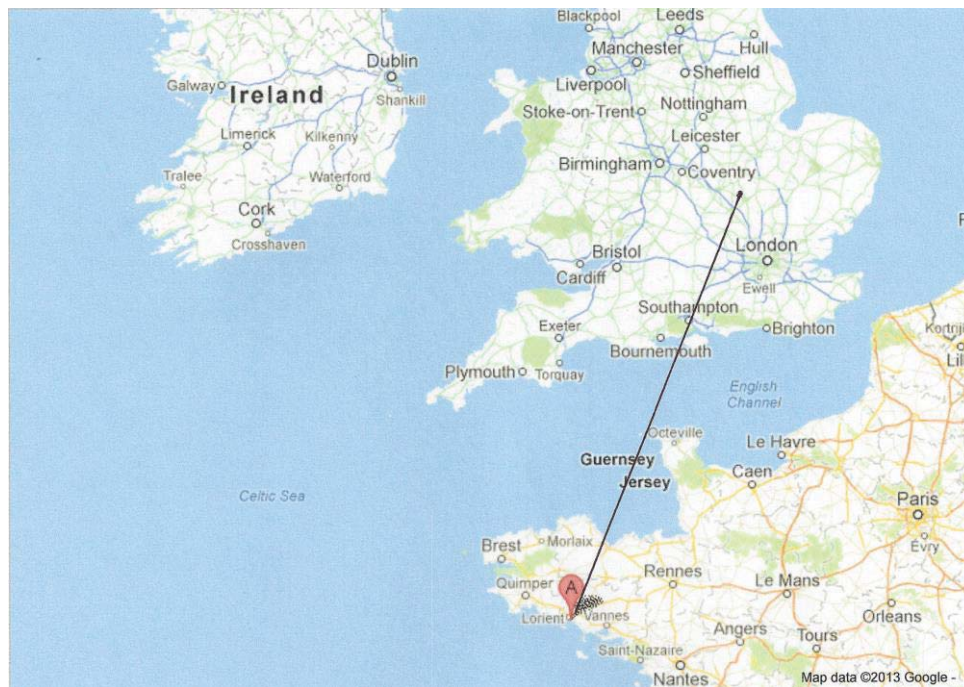 Blackpool
Leeds
Hull
Manchester
Dublin
Liverpool
Sheffield
Galway
Ireland
Shankill
Stoke-on-Trent
Nottingham
Limerick
Kilkenny
Leicester
Birmingham
Coventry
Tralee
Waterford
Cork
Crosshaven
Bristol
London
Cardiff
Ewell
Southampton
Exeter
Brighton
Bournemouth
Kortrij
Lil
Plymouth
Torquay
English
Channel
Octeville
Le Havre
Guernsey
Caen
Jersey
Celtic Sea
Paris
Morlaix
Évry
Brest
Quimper
A
Rennes
Le Mans
Lorient
Vannes
Orleans
Angers
Tours
Saint-Nazaire
Nantes
Map data ©2013 Google -